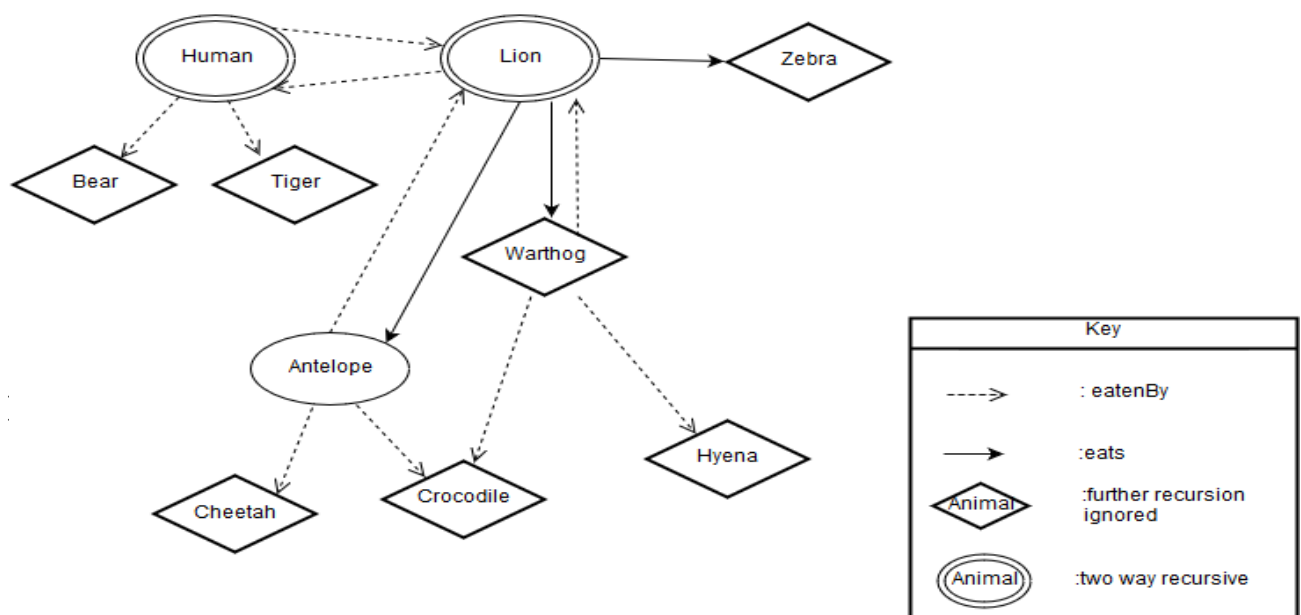 Human
Lion
Zebra
Bear
Tiger
Warthog
Antelope
Cheetah
Crocodile
Hyena
Key
: eatenBy
:eats
Animal
:further recursion
ignored
Animal
:two way recursive